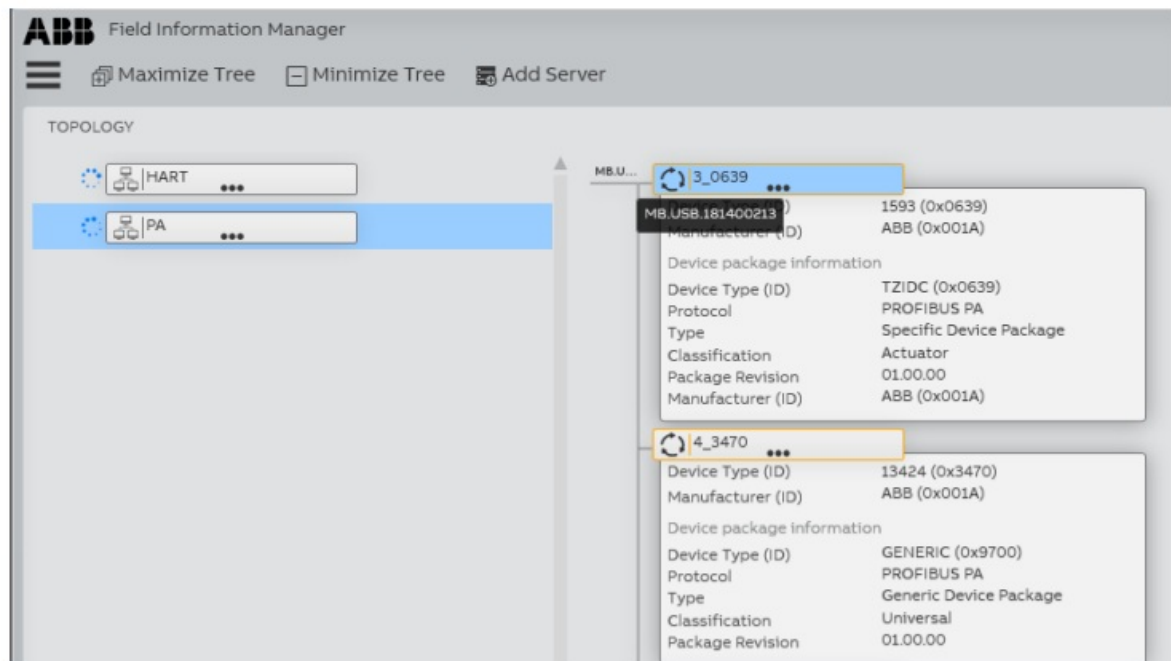 ABB Field Information Manager
Maximize Tree Minimize Tree Add Server
TOPOLOGY
HART
PA
MB.U...
3_0639
MB.USB.181400213
1593 (0x0639)
Manufacturer (ID) ABB (0x001A)
Device package information
Device Type (ID) TZIDC (0x0639)
Protocol PROFIBUS PA
Type Specific Device Package
Classification Actuator
Package Revision 01.00.00
Manufacturer (ID) ABB (0x001A)
4_3470
Device Type (ID) 13424 (0x3470)
Manufacturer (ID) ABB (0x001A)
Device package information
Device Type (ID) GENERIC (0x9700)
Protocol PROFIBUS PA
Type Generic Device Package
Classification Universal
Package Revision 01.00.00